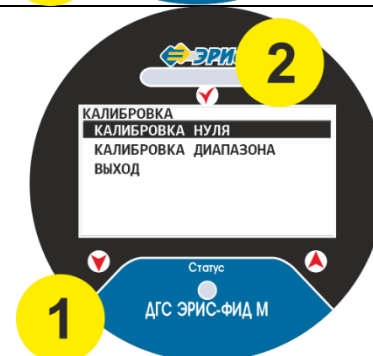 ЭРИС
2
КАЛИБРОВКА
КАЛИБРОВКА НУЛЯ
КАЛИБРОВКА ДИАПАЗОНА
ВЫХОД
Статус
1
ДГС ЭРИС-ФИД М